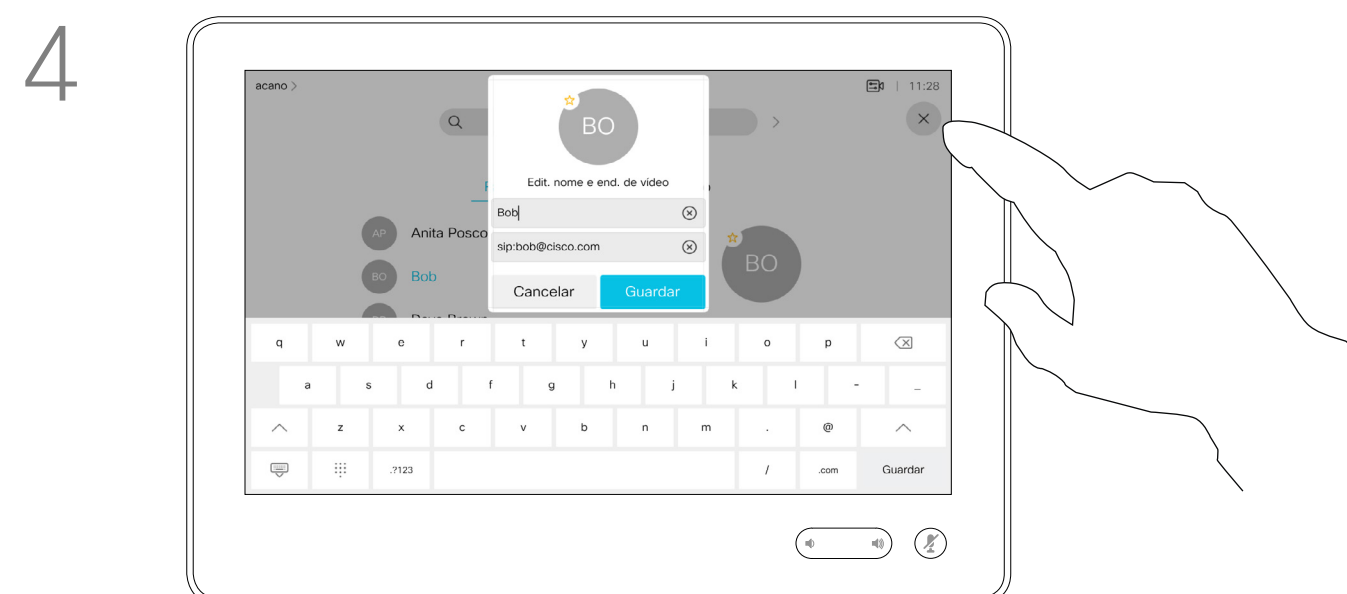 4
acano >
11:28
BO
Edit. nome e end. de vídeo
Bob
sip:bob@cisco.com
Cancelar Guardar
AP Anita Posco
BO Bob
BO
q w e r t y u i o p
a s d f g h j k l - _
z x c v b n m . @
.?123 / .com Guardar